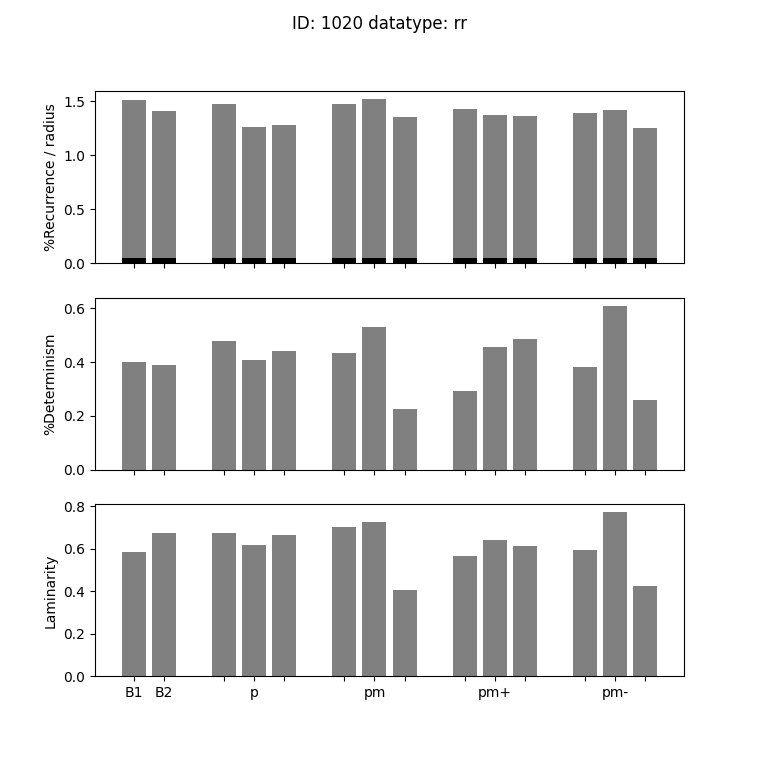 ID: 1020 datatype: rr
%Recurrence / radius
1.5
1.0
0.5
0.0
%Determinism
0.6
0.4
0.2
0.0
Laminarity
0.8
0.6
0.4
0.2
0.0
B1 B2 p pm pm+ pm-